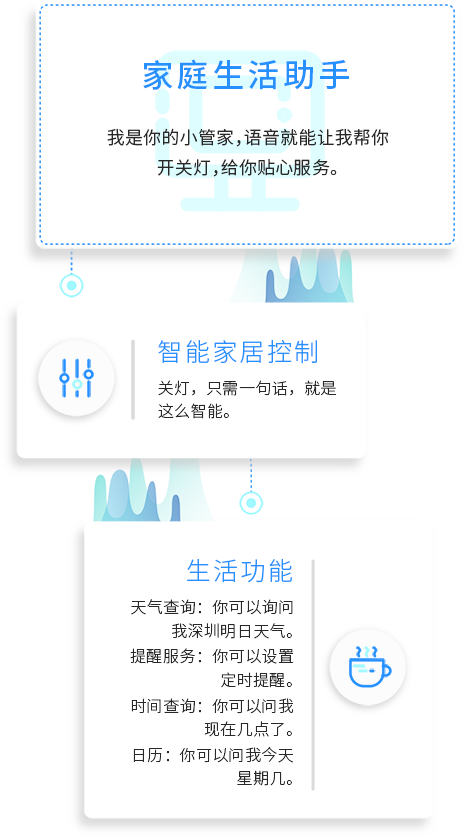 家庭生活助手
我是你的小管家，语音就能让我帮你
开关灯，给你贴心服务。
智能家居控制
关灯，只需一句话，就是
这么智能。
生活功能
天气查询：你可以询问
我深圳明日天气。
提醒服务：你可以设置
定时提醒。
时间查询：你可以问我
现在几点了。
日历：你可以问我今天
星期几。